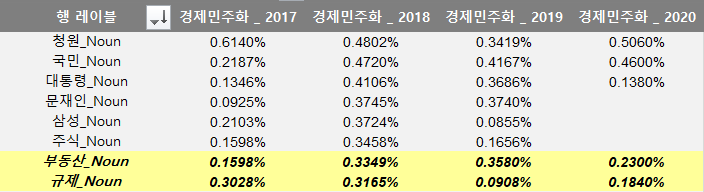 행 레이블 경제민주화 _ 2017 경제민주화 _ 2018 경제민주화 _ 2019 경제민주화 _ 2020
청원_Noun 0.6140% 0.4802% 0.3419% 0.5060%
국민_Noun 0.2187% 0.4720% 0.4167% 0.4600%
대통령_Noun 0.1346% 0.4106% 0.3686% 0.1380%
문재인_Noun 0.0925% 0.3745% 0.3740%
삼성_Noun 0.2103% 0.3724% 0.0855%
주식_Noun 0.1598% 0.3458% 0.1656%
부동산_Noun 0.1598% 0.3349% 0.3580% 0.2300%
규제_Noun 0.3028% 0.3165% 0.0908% 0.1840%